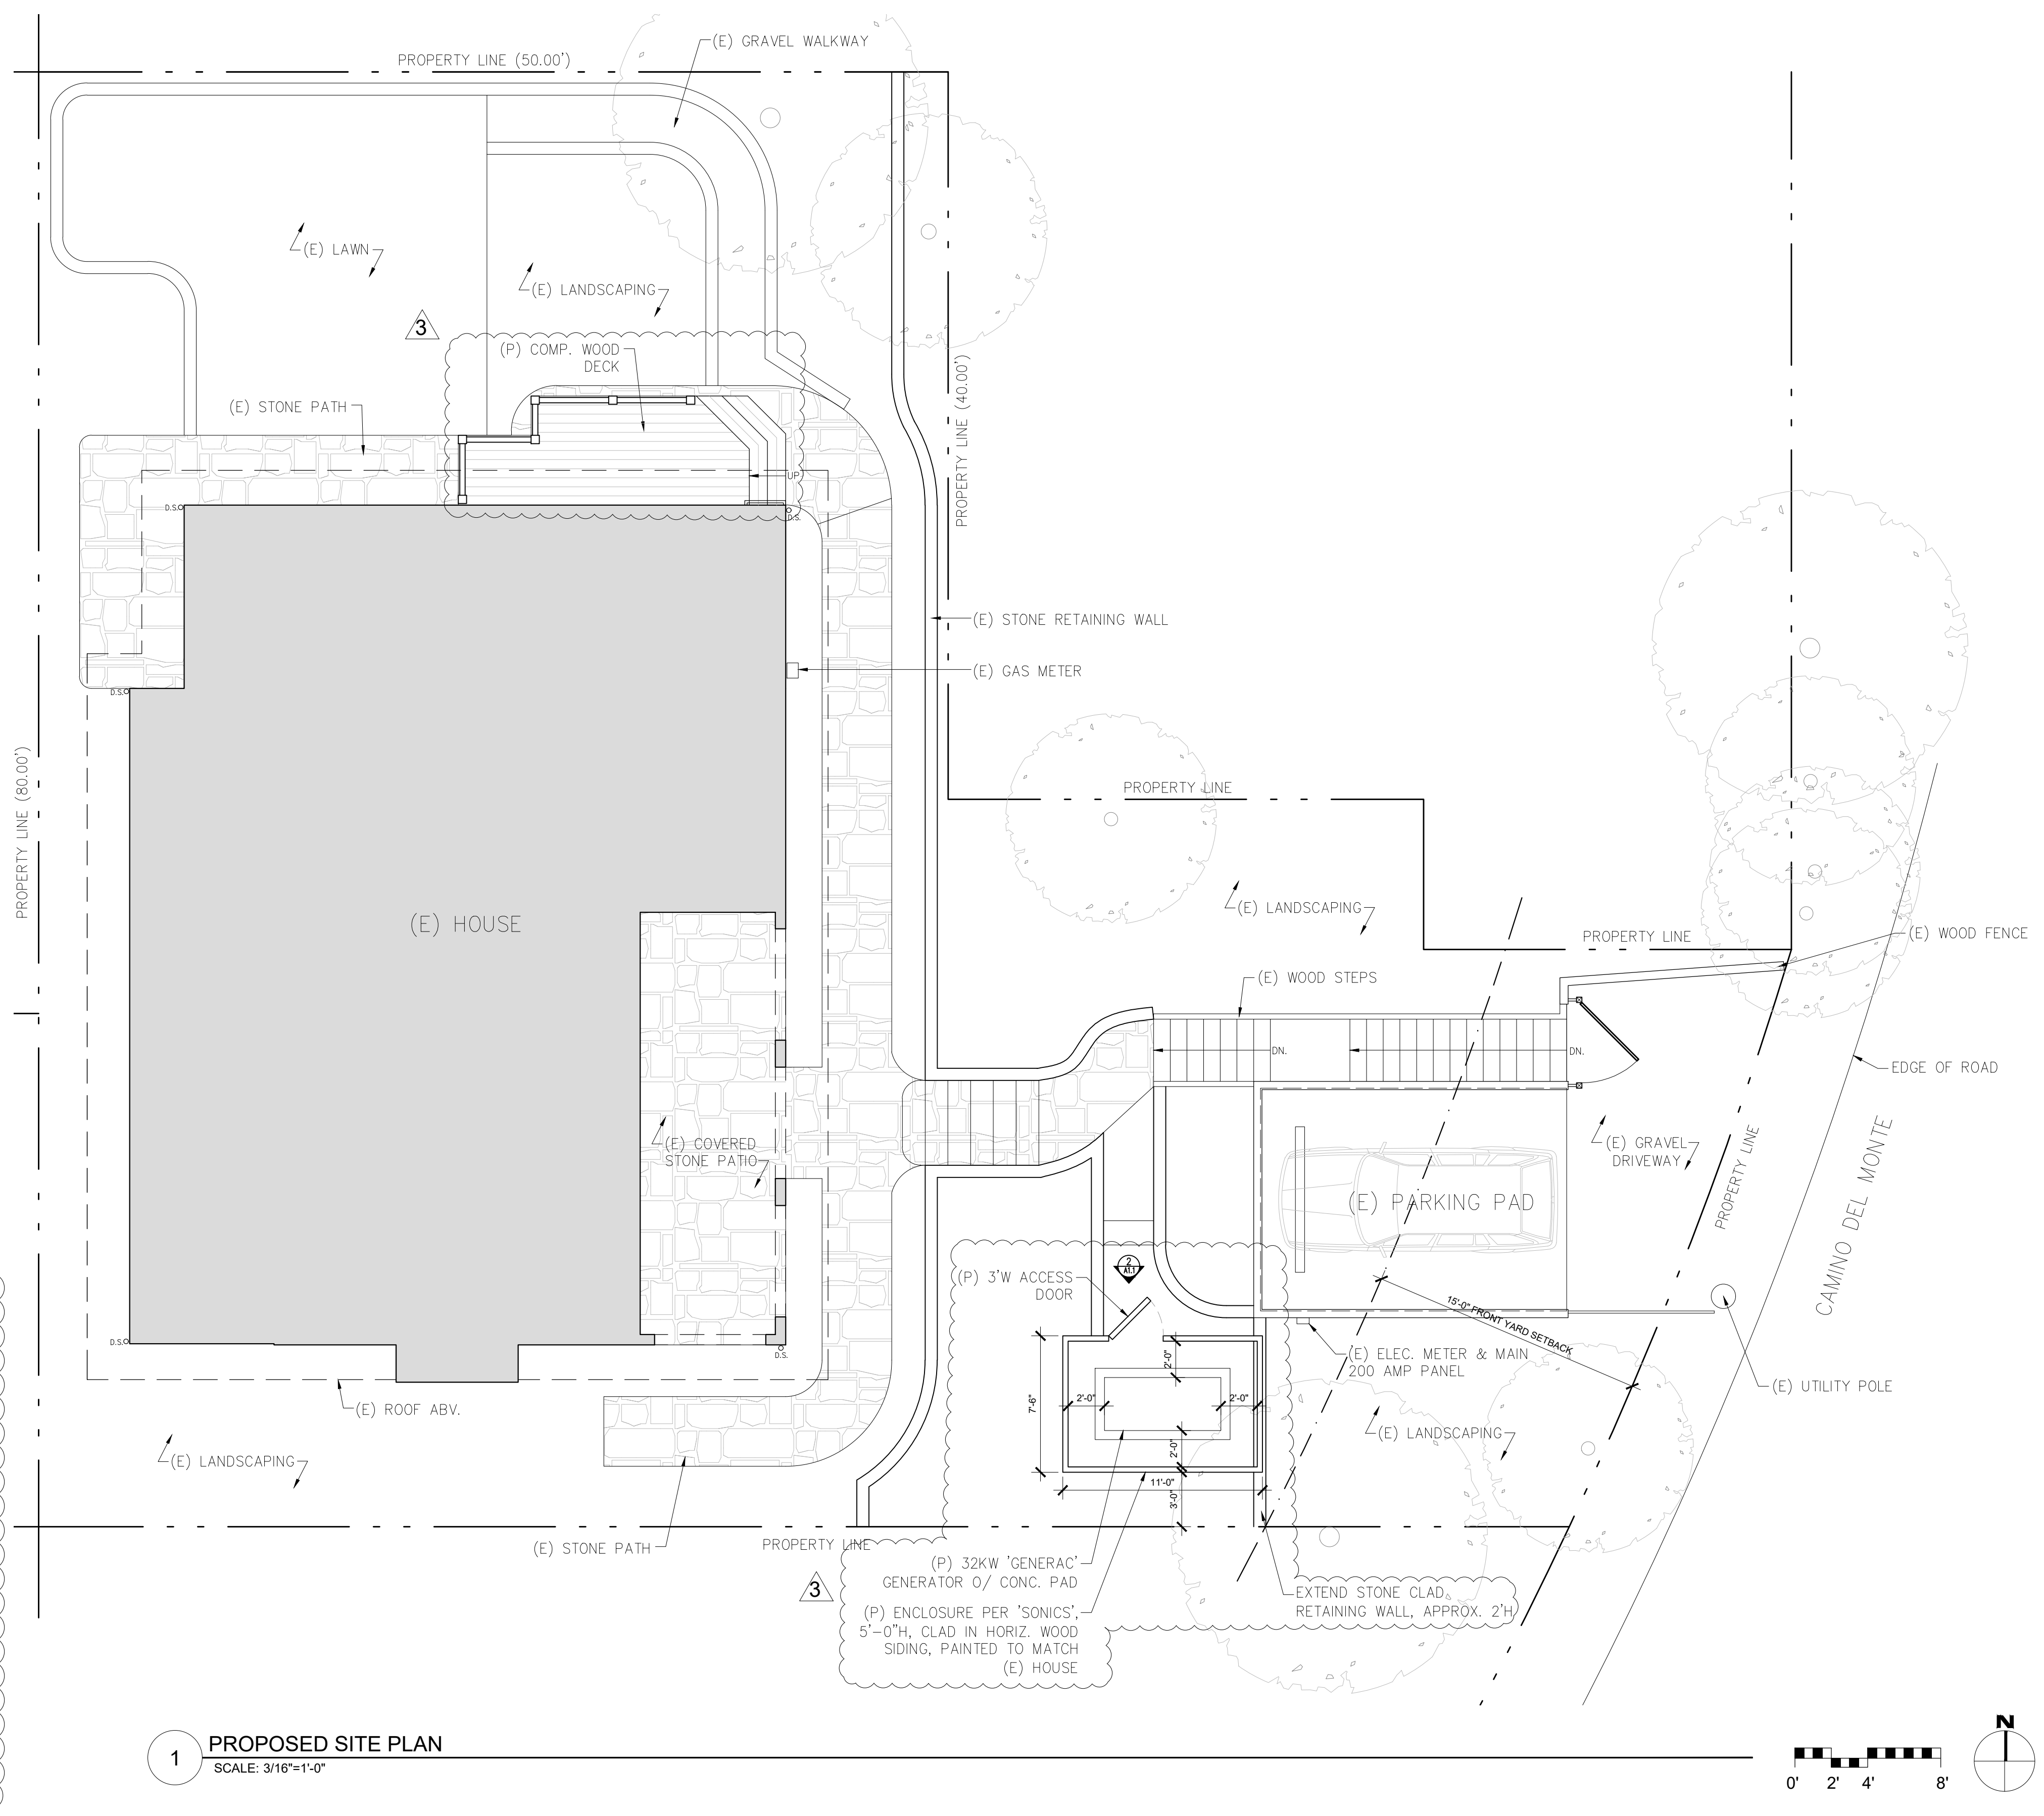 (E) GRAVEL WALKWAY
PROPERTY LINE (50.00')
(E) LAWN
(E) LANDSCAPING
3
(P) COMP. WOOD
DECK
(E) STONE PATH
PROPERTY LINE (40.00')
UP
D.S.
D.S.
(E) STONE RETAINING WALL
(E) GAS METER
D.S.
PROPERTY LINE (80.00')
PROPERTY LINE
(E) HOUSE
(E) LANDSCAPING
PROPERTY LINE
(E) WOOD FENCE
(E) WOOD STEPS
DN.
DN.
EDGE OF ROAD
(E) COVERED
STONE PATIO
(E) GRAVEL
DRIVEWAY
PROPERTY LINE
CAMINO DEL MONTE
(E) PARKING PAD
2
A1.1
(P) 3'W ACCESS
DOOR
15'-0" FRONT YARD SETBACK
D.S.
D.S.
(E) ELEC. METER & MAIN
200 AMP PANEL
(E) UTILITY POLE
2'-0"
7'-6"
2'-0"
2'-0"
(E) ROOF ABV.
(E) LANDSCAPING
(E) LANDSCAPING
2'-0"
11'-0"
3'-0"
(E) STONE PATH
PROPERTY LINE
3
(P) 32KW 'GENERAC'
GENERATOR O/ CONC. PAD
(P) ENCLOSURE PER 'SONICS',
5'-0"H, CLAD IN HORIZ. WOOD
SIDING, PAINTED TO MATCH
(E) HOUSE
EXTEND STONE CLAD
RETAINING WALL, APPROX. 2'H
1
PROPOSED SITE PLAN
SCALE: 3/16"=1'-0"
0' 2' 4' 8'
N